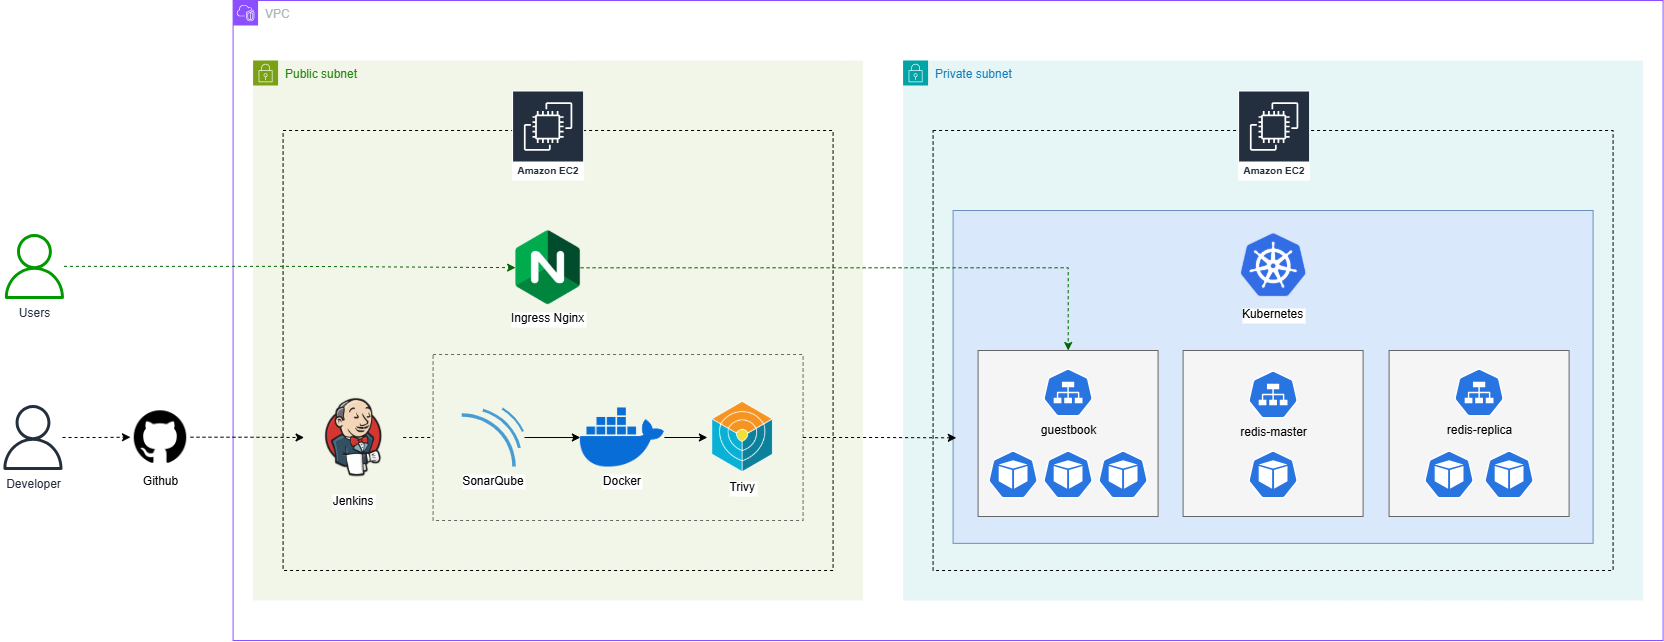 VPC
Public subnet
Private subnet
Amazon EC2
Amazon EC2
Users
N
Ingress Nginx
Kubernetes
Developer
Github
Jenkins
SonarQube
Docker
Trivy
guestbook
redis-master
redis-replica